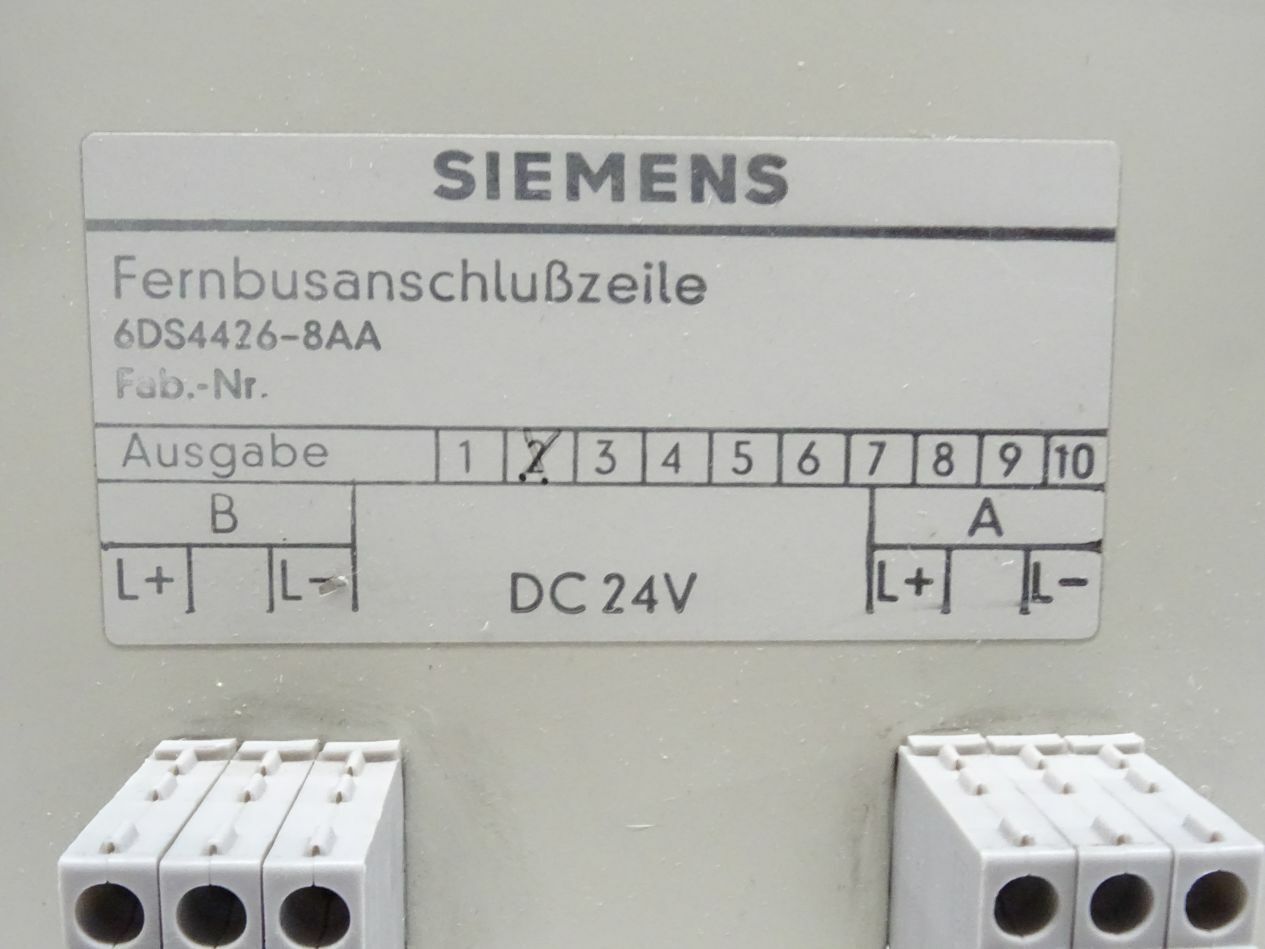 SIEMENS
Fernbusanschlußzeile
6DS4426-8AA
Fab.-Nr.
Ausgabe 1 2 3 4 5 6 7 8 9 10
B A
L+ L- DC 24V L+ L-